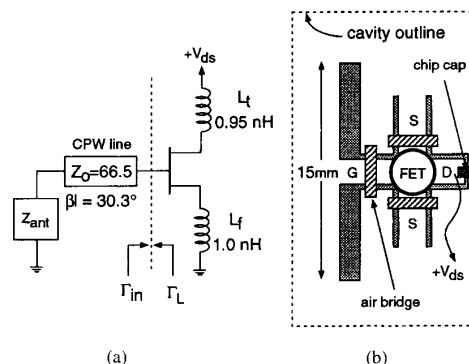 +Vds
Lt
0.95 nH
CPW line
Zo=66.5
βl = 30.3°
Zant
Lf
1.0 nH
Γin
ΓL
(a)
cavity outline
chip cap
S
15mm
G
FET
D
S
+Vds
air bridge
(b)